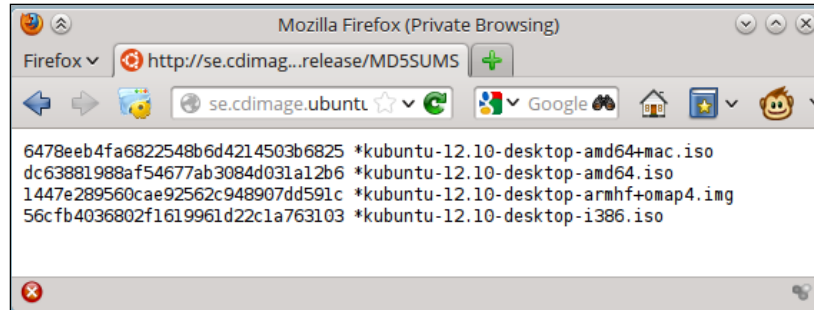 Mozilla Firefox (Private Browsing)
Firefox http://se.cdimag...release/MD5SUMS
se.cdimage.ubuntu Google
6478eeb4fa6822548b6d4214503b6825 *kubuntu-12.10-desktop-amd64+mac.iso
dc63881988af54677ab3084d031a12b6 *kubuntu-12.10-desktop-amd64.iso
1447e289560cae92562c948907dd591c *kubuntu-12.10-desktop-armhf+omap4.img
56cfb4036802f1619961d22c1a763103 *kubuntu-12.10-desktop-i386.iso